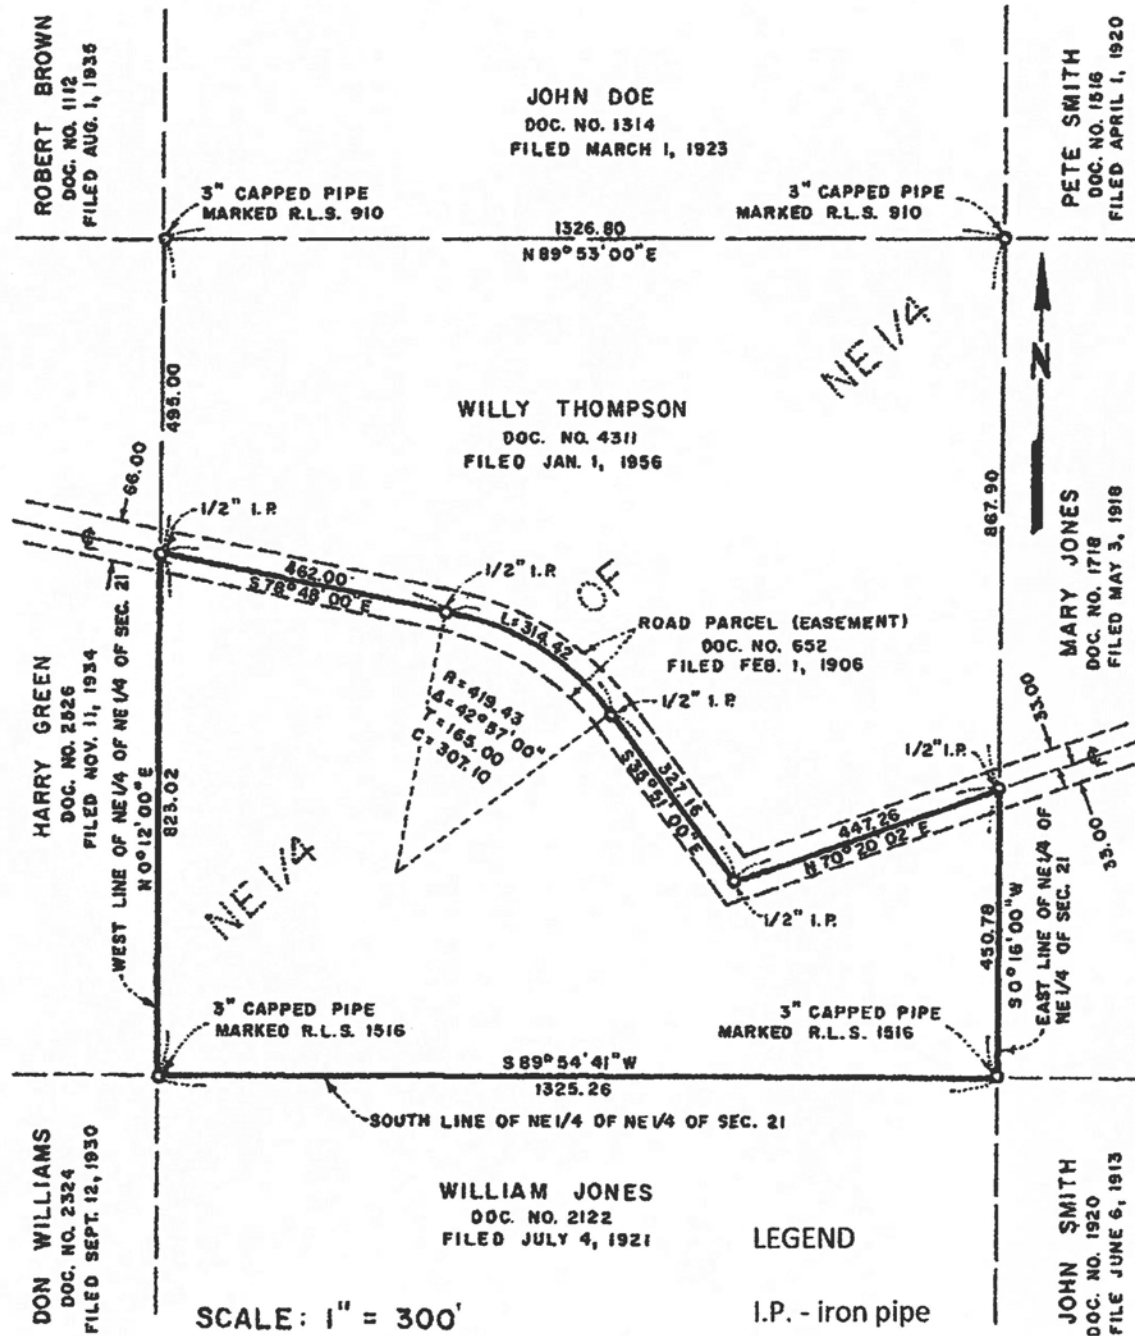 ROBERT BROWN
DOC. NO. 1112
FILED AUG. 1, 1935
JOHN DOE
DOC. NO. 1314
FILED MARCH 1, 1923
PETE SMITH
DOC. NO. 1516
FILED APRIL 1, 1920
3" CAPPED PIPE
MARKED R.L.S. 910
3" CAPPED PIPE
MARKED R.L.S. 910
1326.80
N 89° 53' 00" E
NE 1/4
N
495.00
WILLY THOMPSON
DOC. NO. 4311
FILED JAN. 1, 1956
867.90
66.00
1/2" I.P.
MARY JONES
DOC. NO. 1718
FILED MAY 3, 1918
462.00
S 78° 48' 00" E
1/2" I.P.
OF
L=314.42
ROAD PARCEL (EASEMENT)
DOC. NO. 652
FILED FEB. 1, 1906
R=419.43
Δ=42°57'00"
T=165.00
C=307.10
1/2" I.P.
HARRY GREEN
DOC. NO. 2526
FILED NOV. 11, 1934
WEST LINE OF NE 1/4 OF NE 1/4 OF SEC. 21
N 0° 12' 00" E
823.02
327.16
1/2" I.P.
33.00
33.00
447.26
N 70° 20' 02" E
1/2" I.P.
NE 1/4
450.78
S 0° 16' 00" W
EAST LINE OF NE 1/4 OF
NE 1/4 OF SEC. 21
3" CAPPED PIPE
MARKED R.L.S. 1516
3" CAPPED PIPE
MARKED R.L.S. 1516
S 89° 54' 41" W
1325.26
SOUTH LINE OF NE 1/4 OF NE 1/4 OF SEC. 21
DON WILLIAMS
DOC. NO. 2324
FILED SEPT. 12, 1930
WILLIAM JONES
DOC. NO. 2122
FILED JULY 4, 1921
LEGEND
I.P. - iron pipe
JOHN SMITH
DOC. NO. 1920
FILE JUNE 6, 1913
SCALE: 1" = 300'